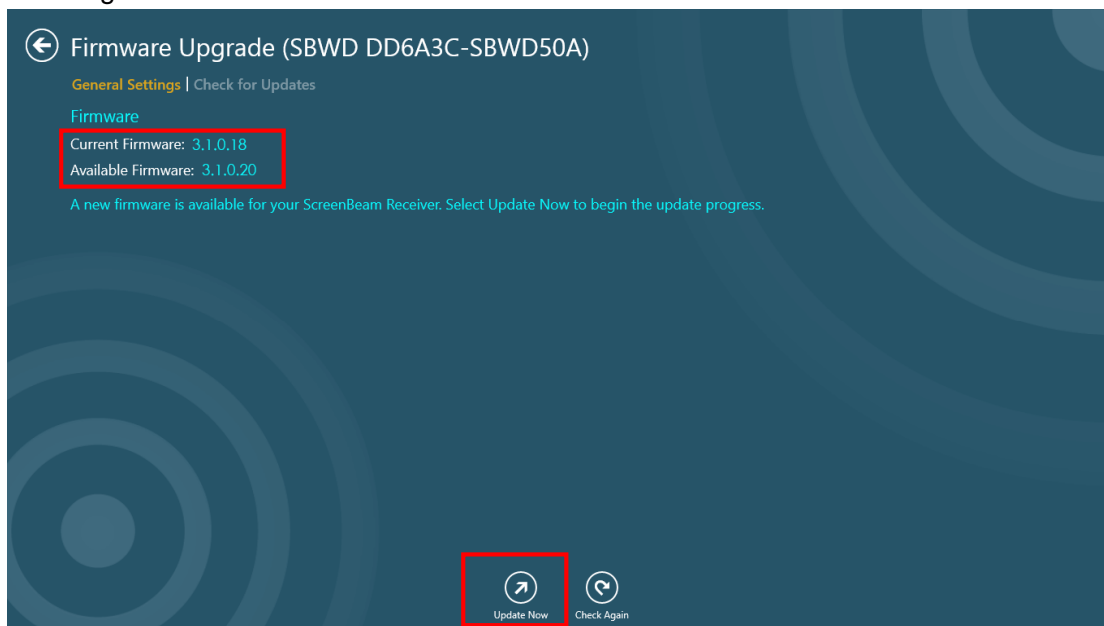 Firmware Upgrade (SBWD DD6A3C-SBWD50A)
General Settings | Check for Updates
Firmware
Current Firmware: 3.1.0.18
Available Firmware: 3.1.0.20
A new firmware is available for your ScreenBeam Receiver. Select Update Now to begin the update progress.
Update Now Check Again